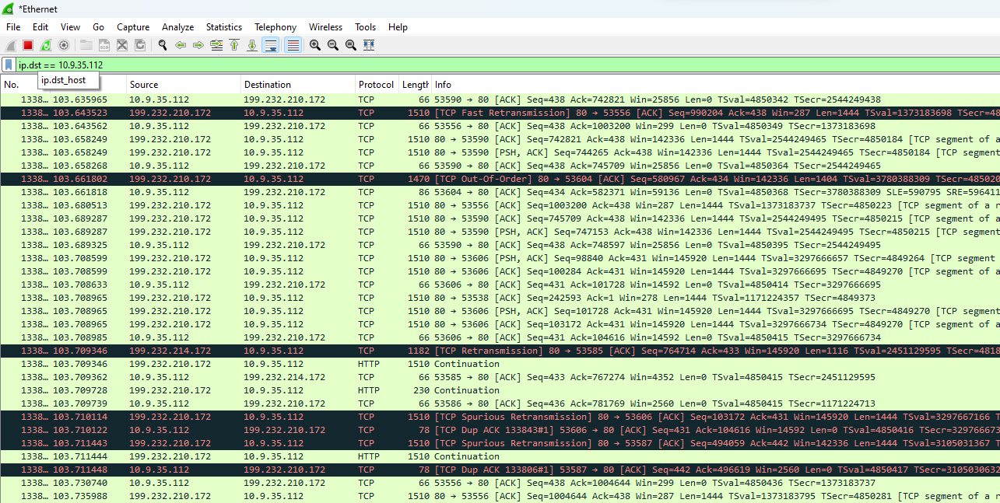 *Ethernet
File Edit View Go Capture Analyze Statistics Telephony Wireless Tools Help
ip.dst == 10.9.35.112
ip.dst_host
No. Source Destination Protocol Length Info
1338… 103.635965 10.9.35.112 199.232.210.172 TCP 66 53590 → 80 [ACK] Seq=438 Ack=742821 Win=25856 Len=0 TSval=4850342 TSecr=2544249438
1338… 103.643523 199.232.210.172 10.9.35.112 TCP 1510 [TCP Fast Retransmission] 80 → 53556 [ACK] Seq=990204 Ack=438 Win=287 Len=1444 TSval=1373183698 TSecr=48
1338… 103.643562 10.9.35.112 199.232.210.172 TCP 66 53556 → 80 [ACK] Seq=438 Ack=1003200 Win=299 Len=0 TSval=4850349 TSecr=1373183698
1338… 103.658249 199.232.210.172 10.9.35.112 TCP 1510 80 → 53590 [ACK] Seq=742821 Ack=438 Win=142336 Len=1444 TSval=2544249465 TSecr=4850184 [TCP segment of a
1338… 103.658249 199.232.210.172 10.9.35.112 TCP 1510 80 → 53590 [PSH, ACK] Seq=744265 Ack=438 Win=142336 Len=1444 TSval=2544249465 TSecr=4850184 [TCP segment
1338… 103.658268 10.9.35.112 199.232.210.172 TCP 66 53590 → 80 [ACK] Seq=438 Ack=745709 Win=25856 Len=0 TSval=4850364 TSecr=2544249465
1338… 103.661802 199.232.210.172 10.9.35.112 TCP 1470 [TCP Out-Of-Order] 80 → 53604 [ACK] Seq=580967 Ack=434 Win=142336 Len=1404 TSval=3780388309 TSecr=485020
1338… 103.661818 10.9.35.112 199.232.210.172 TCP 86 53604 → 80 [ACK] Seq=434 Ack=582371 Win=59136 Len=0 TSval=4850368 TSecr=3780388309 SLE=590795 SRE=596411
1338… 103.680513 199.232.210.172 10.9.35.112 TCP 1510 80 → 53556 [ACK] Seq=1003200 Ack=438 Win=287 Len=1444 TSval=1373183737 TSecr=4850223 [TCP segment of a r
1338… 103.689287 199.232.210.172 10.9.35.112 TCP 1510 80 → 53590 [ACK] Seq=745709 Ack=438 Win=142336 Len=1444 TSval=2544249495 TSecr=4850215 [TCP segment of a
1338… 103.689287 199.232.210.172 10.9.35.112 TCP 1510 80 → 53590 [PSH, ACK] Seq=747153 Ack=438 Win=142336 Len=1444 TSval=2544249495 TSecr=4850215 [TCP segment
1338… 103.689325 10.9.35.112 199.232.210.172 TCP 66 53590 → 80 [ACK] Seq=438 Ack=748597 Win=25856 Len=0 TSval=4850395 TSecr=2544249495
1338… 103.708599 199.232.210.172 10.9.35.112 TCP 1510 80 → 53606 [PSH, ACK] Seq=98840 Ack=431 Win=145920 Len=1444 TSval=3297666657 TSecr=4849264 [TCP segment
1338… 103.708599 199.232.210.172 10.9.35.112 TCP 1510 80 → 53606 [ACK] Seq=100284 Ack=431 Win=145920 Len=1444 TSval=3297666695 TSecr=4849270 [TCP segment of a
1338… 103.708633 10.9.35.112 199.232.210.172 TCP 66 53606 → 80 [ACK] Seq=431 Ack=101728 Win=14592 Len=0 TSval=4850414 TSecr=3297666695
1338… 103.708965 199.232.210.172 10.9.35.112 TCP 1510 80 → 53538 [ACK] Seq=242593 Ack=1 Win=278 Len=1444 TSval=1171224357 TSecr=4849373
1338… 103.708965 199.232.210.172 10.9.35.112 TCP 1510 80 → 53606 [PSH, ACK] Seq=101728 Ack=431 Win=145920 Len=1444 TSval=3297666695 TSecr=4849270 [TCP segment
1338… 103.708965 199.232.210.172 10.9.35.112 TCP 1510 80 → 53606 [ACK] Seq=103172 Ack=431 Win=145920 Len=1444 TSval=3297666734 TSecr=4849270 [TCP segment of a
1338… 103.708985 10.9.35.112 199.232.210.172 TCP 66 53606 → 80 [ACK] Seq=431 Ack=104616 Win=14592 Len=0 TSval=4850415 TSecr=3297666734
1338… 103.709346 199.232.214.172 10.9.35.112 TCP 1182 [TCP Retransmission] 80 → 53585 [ACK] Seq=764714 Ack=433 Win=145920 Len=1116 TSval=2451129595 TSecr=4818
1338… 103.709346 199.232.210.172 10.9.35.112 HTTP 1510 Continuation
1338… 103.709362 10.9.35.112 199.232.214.172 TCP 66 53585 → 80 [ACK] Seq=433 Ack=767274 Win=4352 Len=0 TSval=4850415 TSecr=2451129595
1338… 103.709728 199.232.210.172 10.9.35.112 HTTP 230 Continuation
1338… 103.709739 10.9.35.112 199.232.210.172 TCP 66 53586 → 80 [ACK] Seq=436 Ack=781769 Win=2560 Len=0 TSval=4850415 TSecr=1171224713
1338… 103.710114 199.232.210.172 10.9.35.112 TCP 1510 [TCP Spurious Retransmission] 80 → 53606 [ACK] Seq=103172 Ack=431 Win=145920 Len=1444 TSval=3297667166 T
1338… 103.710122 10.9.35.112 199.232.210.172 TCP 78 [TCP Dup ACK 133843#1] 53606 → 80 [ACK] Seq=431 Ack=104616 Win=14592 Len=0 TSval=4850416 TSecr=329766673
1338… 103.711443 199.232.210.172 10.9.35.112 TCP 1510 [TCP Spurious Retransmission] 80 → 53587 [ACK] Seq=494059 Ack=442 Win=142336 Len=1444 TSval=3105031367 T
1338… 103.711444 199.232.210.172 10.9.35.112 HTTP 1510 Continuation
1338… 103.711448 10.9.35.112 199.232.210.172 TCP 78 [TCP Dup ACK 133806#1] 53587 → 80 [ACK] Seq=442 Ack=496619 Win=2560 Len=0 TSval=4850417 TSecr=3105030632
1338… 103.730740 10.9.35.112 199.232.210.172 TCP 66 53556 → 80 [ACK] Seq=438 Ack=1004644 Win=299 Len=0 TSval=4850436 TSecr=1373183737
1338… 103.735988 199.232.210.172 10.9.35.112 TCP 1510 80 → 53556 [ACK] Seq=1004644 Ack=438 Win=287 Len=1444 TSval=1373183795 TSecr=4850281 [TCP segment of a r